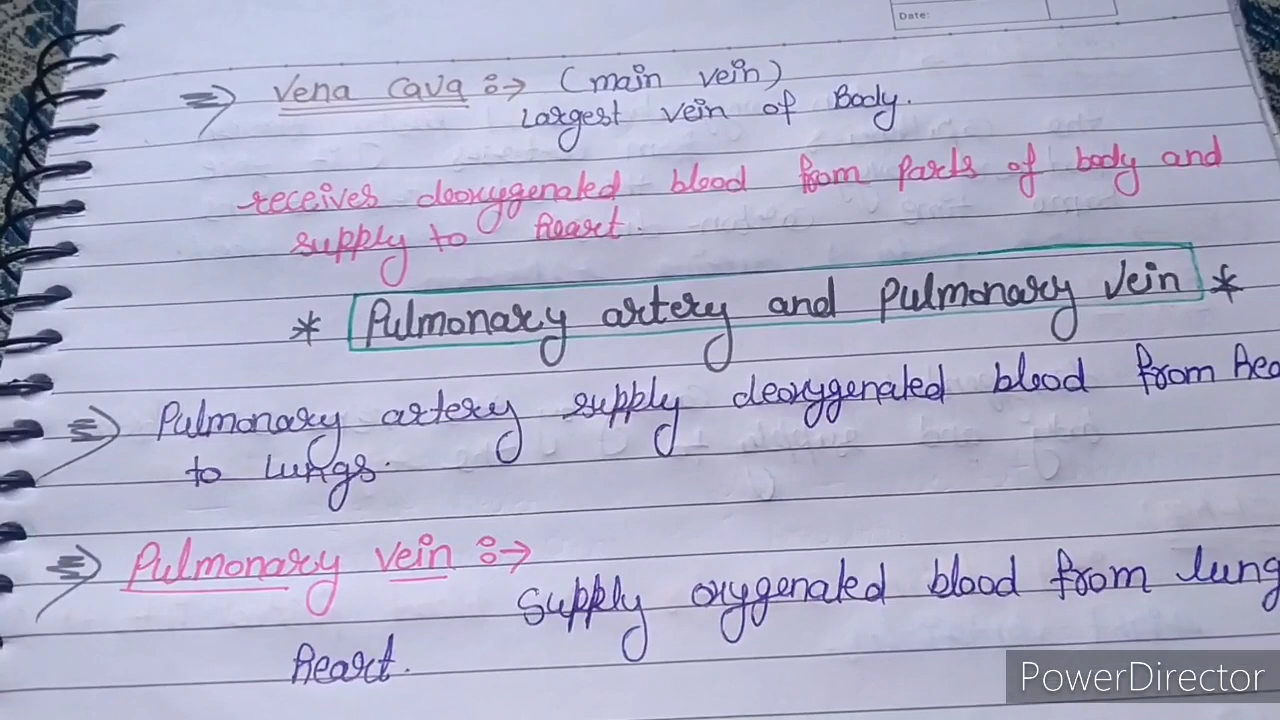 Date:
⇒ Vena Cava :→ (main vein)
Largest vein of Body.
receives deoxygenated blood from parts of body and
supply to heart.
* Pulmonary artery and pulmonary vein *
⇒ Pulmonary artery supply deoxygenated blood from hea
to lungs.
⇒ Pulmonary vein :→
supply oxygenated blood from lung
heart.
PowerDirector